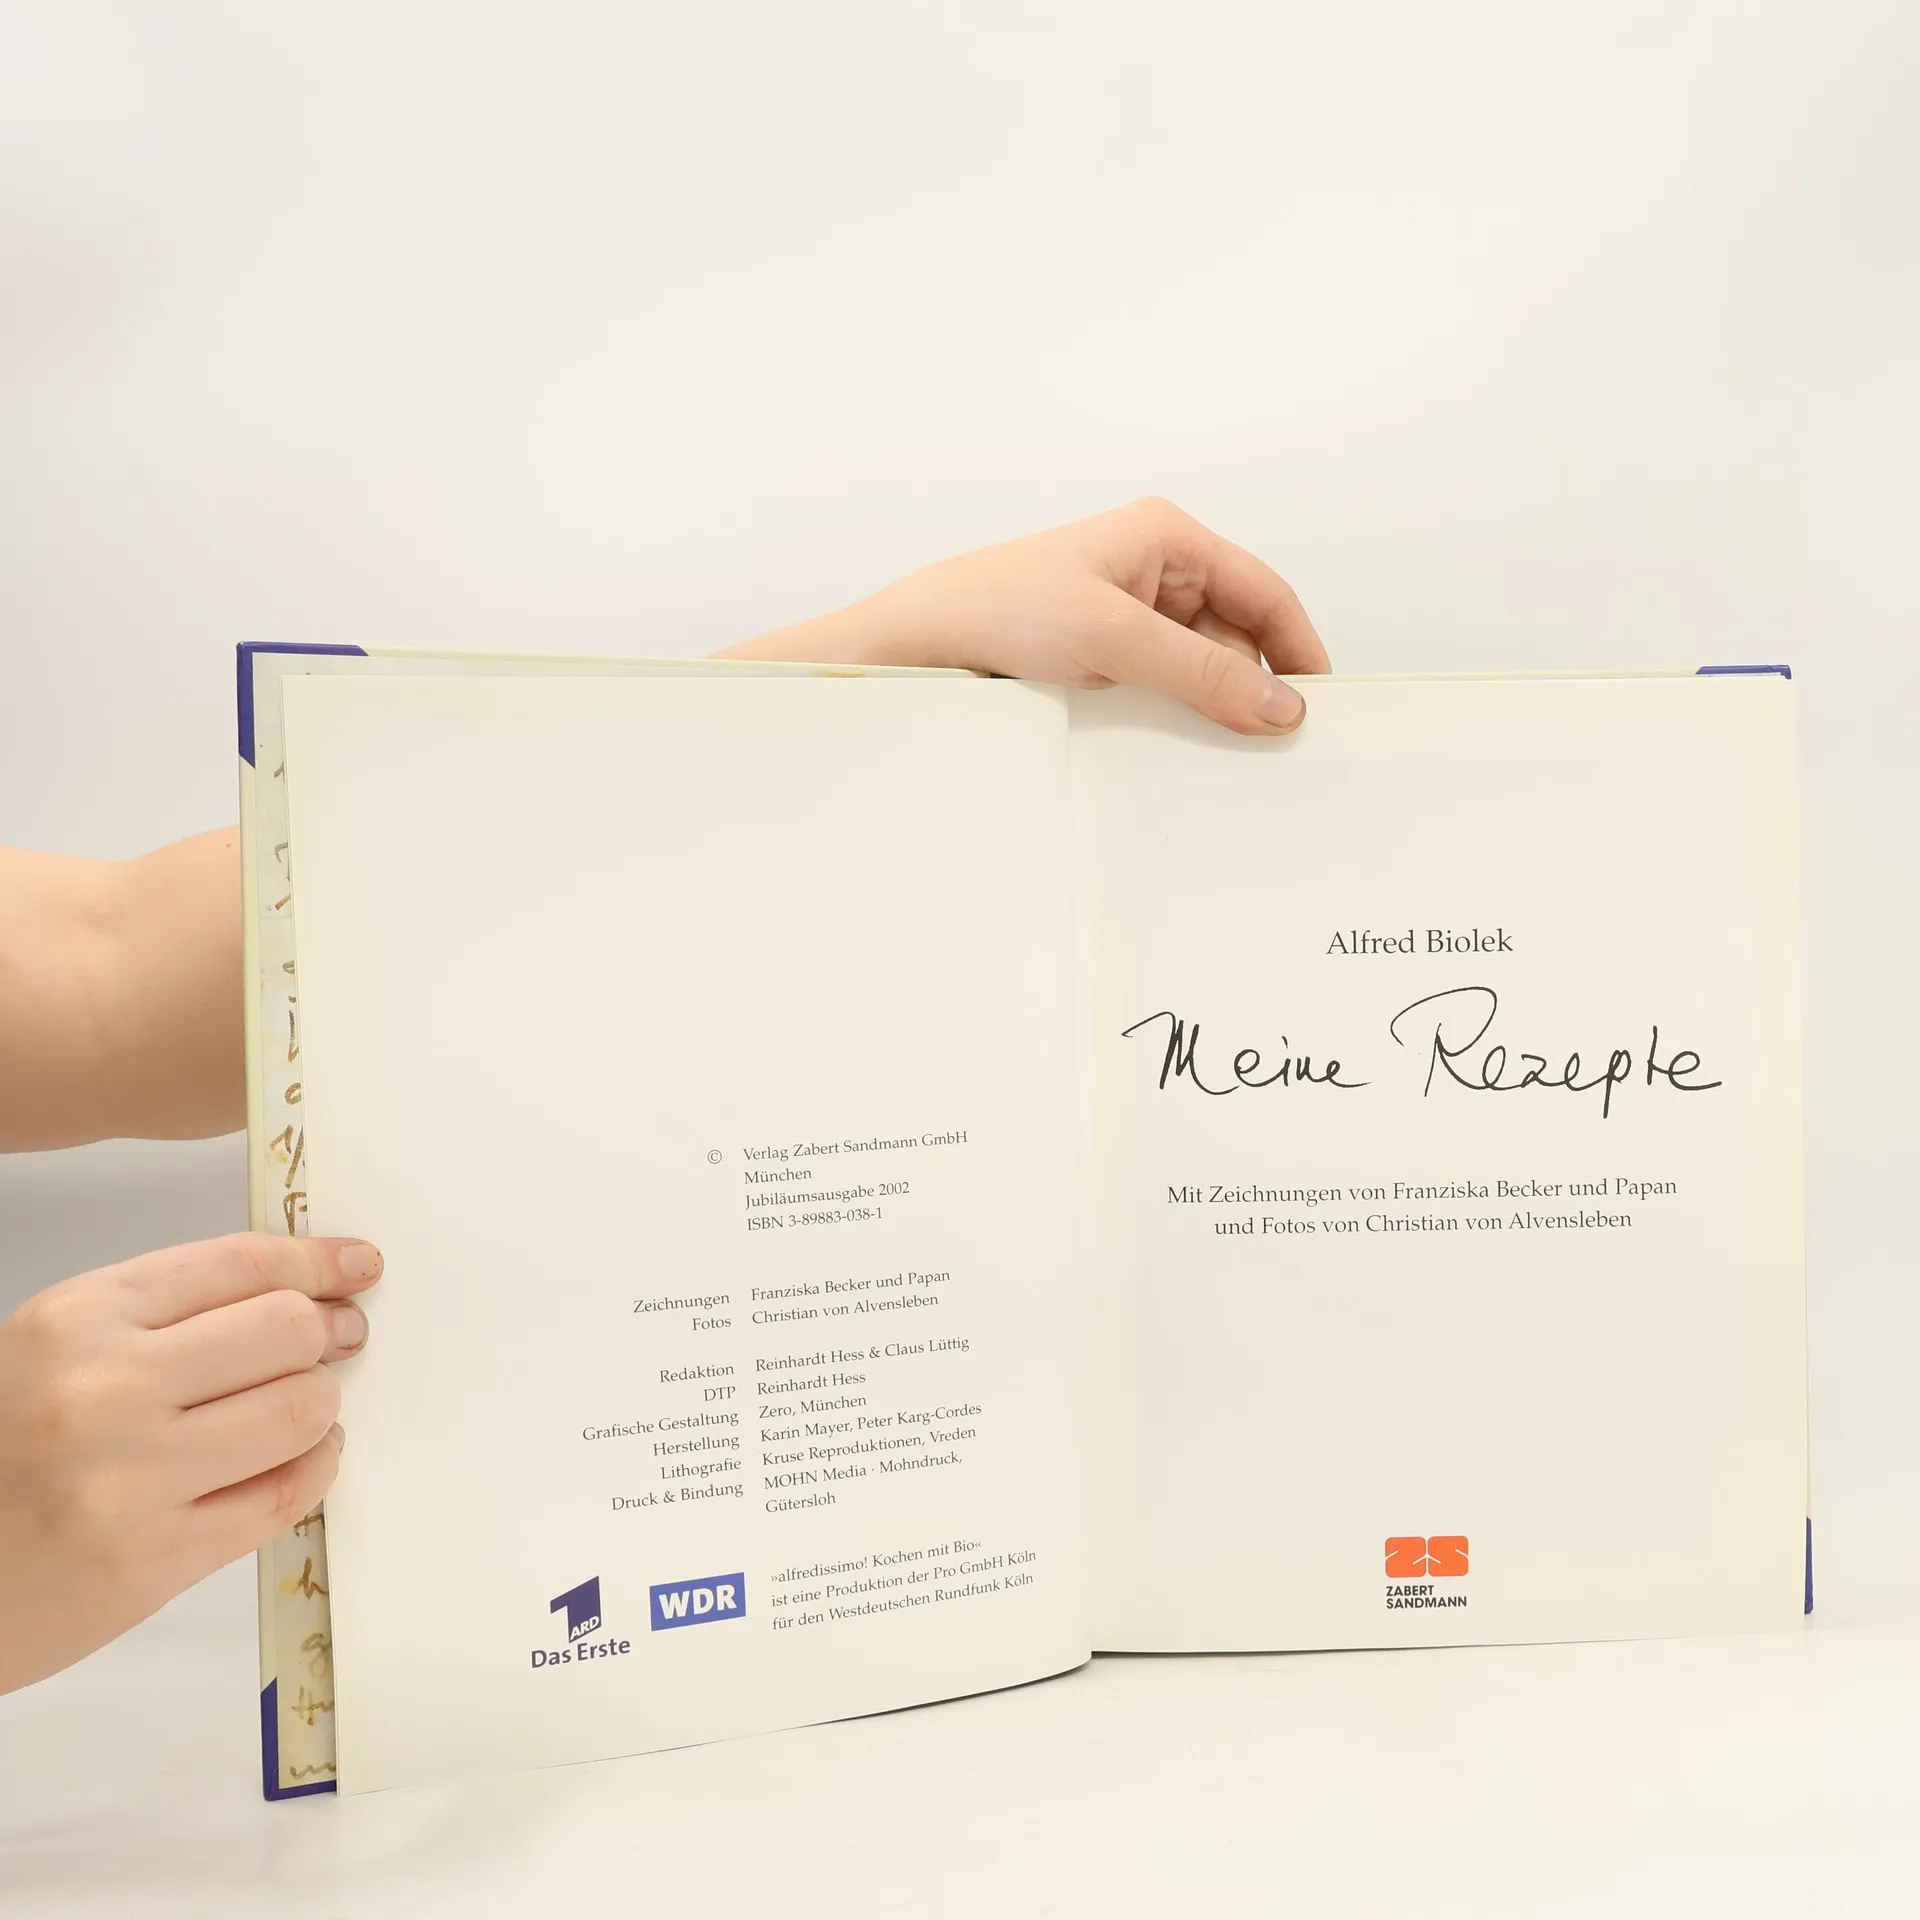 © Verlag Zabert Sandmann GmbH
München
Jubiläumsausgabe 2002
ISBN 3-89883-038-1
Zeichnungen Franziska Becker und Papan
Fotos Christian von Alvensleben
Redaktion Reinhardt Hess & Claus Lüttig
DTP Reinhardt Hess
Grafische Gestaltung Zero, München
Herstellung Karin Mayer, Peter Karg-Cordes
Lithografie Kruse Reproduktionen, Vreden
Druck & Bindung MOHN Media · Mohndruck,
Gütersloh
1
ARD
Das Erste
WDR
»alfredissimo! Kochen mit Bio«
ist eine Produktion der Pro GmbH Köln
für den Westdeutschen Rundfunk Köln
Alfred Biolek
Meine Rezepte
Mit Zeichnungen von Franziska Becker und Papan
und Fotos von Christian von Alvensleben
ZS
ZABERT
SANDMANN